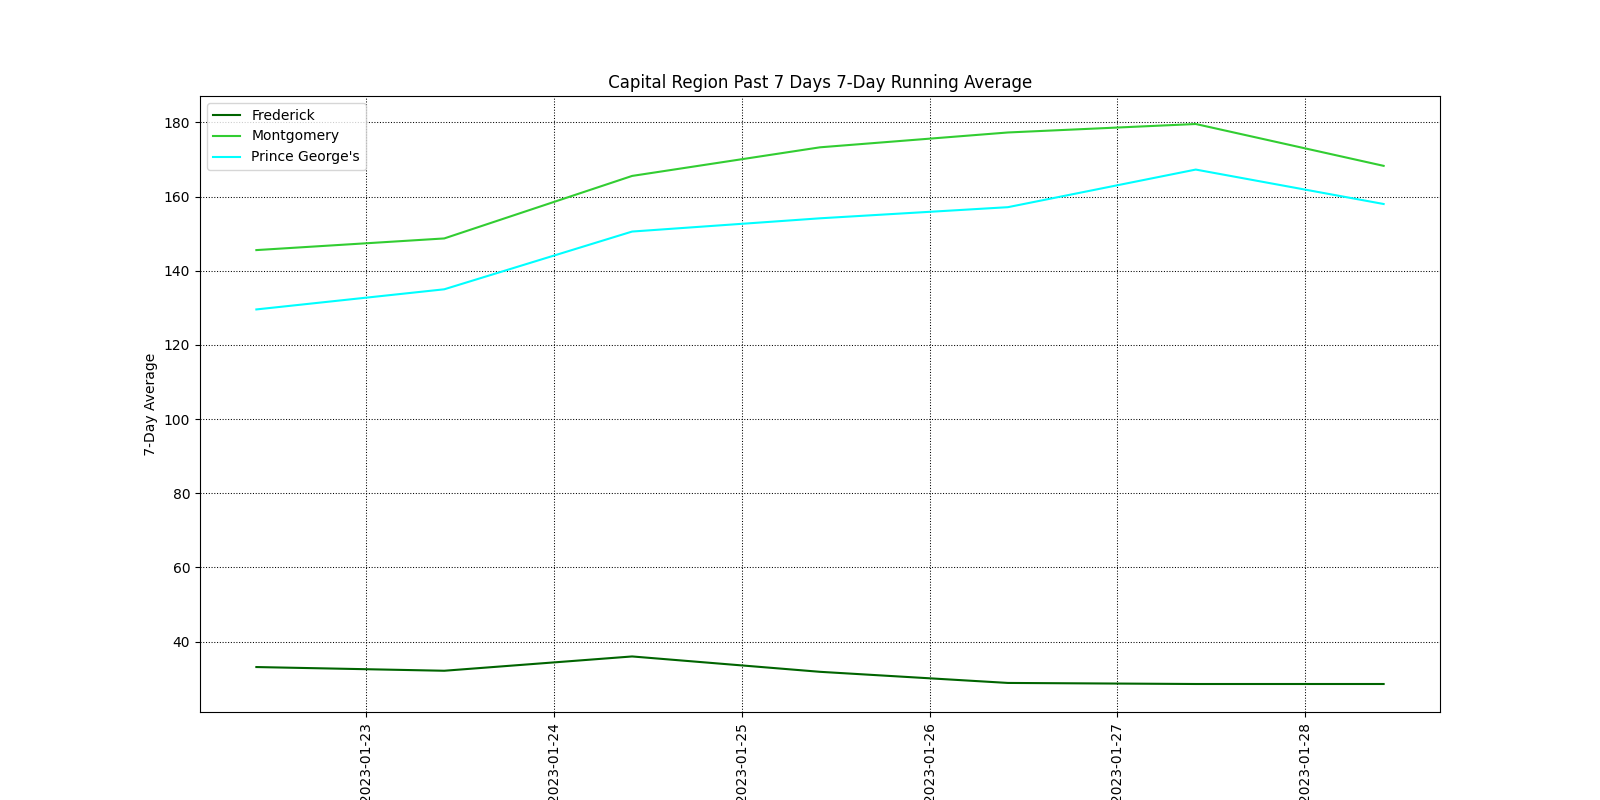 Capital Region Past 7 Days 7-Day Running Average
Frederick
Montgomery
Prince George's
180
160
140
120
100
80
60
40
7-Day Average
2023-01-23
2023-01-24
2023-01-25
2023-01-26
2023-01-27
2023-01-28